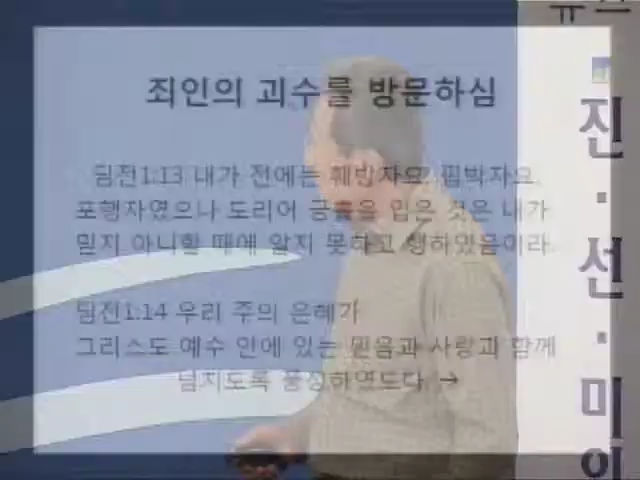 죄인의 괴수를 방문하심
딤전1:13 내가 전에는 훼방자요, 핍박자요,
포행자였으나 도리어 긍휼을 입은 것은 내가
믿지 아니할 때에 알지 못하고 행하였음이라.
딤전1:14 우리 주의 은혜가
그리스도 예수 안에 있는 믿음과 사랑과 함께
넘치도록 풍성하였도다. →
진 · 선 · 미